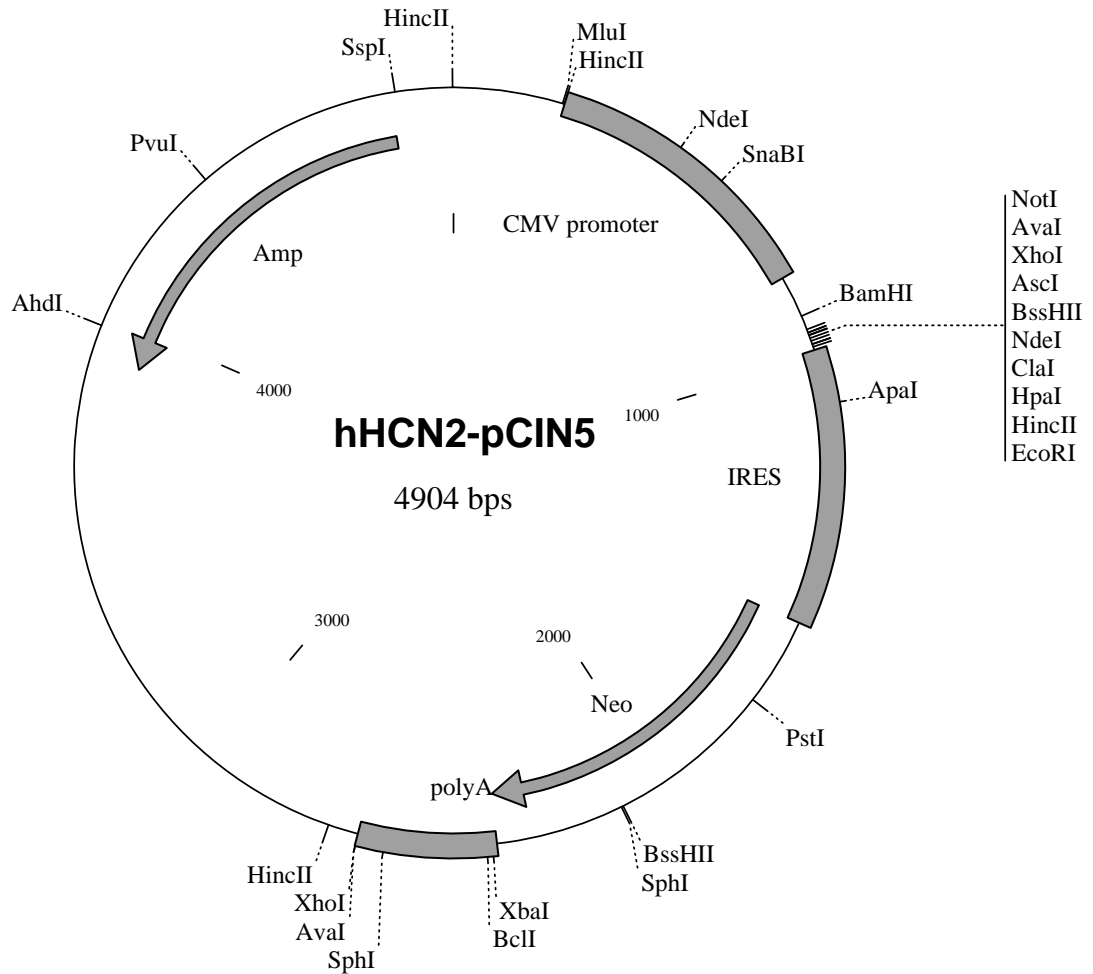 HincII
SspI
MluI
HincII
PvuI
NdeI
SnaBI
NotI
AvaI
XhoI
AscI
BssHII
NdeI
ClaI
HpaI
HincII
EcoRI
CMV promoter
Amp
BamHI
AhdI
ApaI
4000
1000
hHCN2-pCIN5
4904 bps
IRES
3000
2000
Neo
PstI
polyA
BssHII
SphI
HincII
XhoI
AvaI
SphI
XbaI
BclI